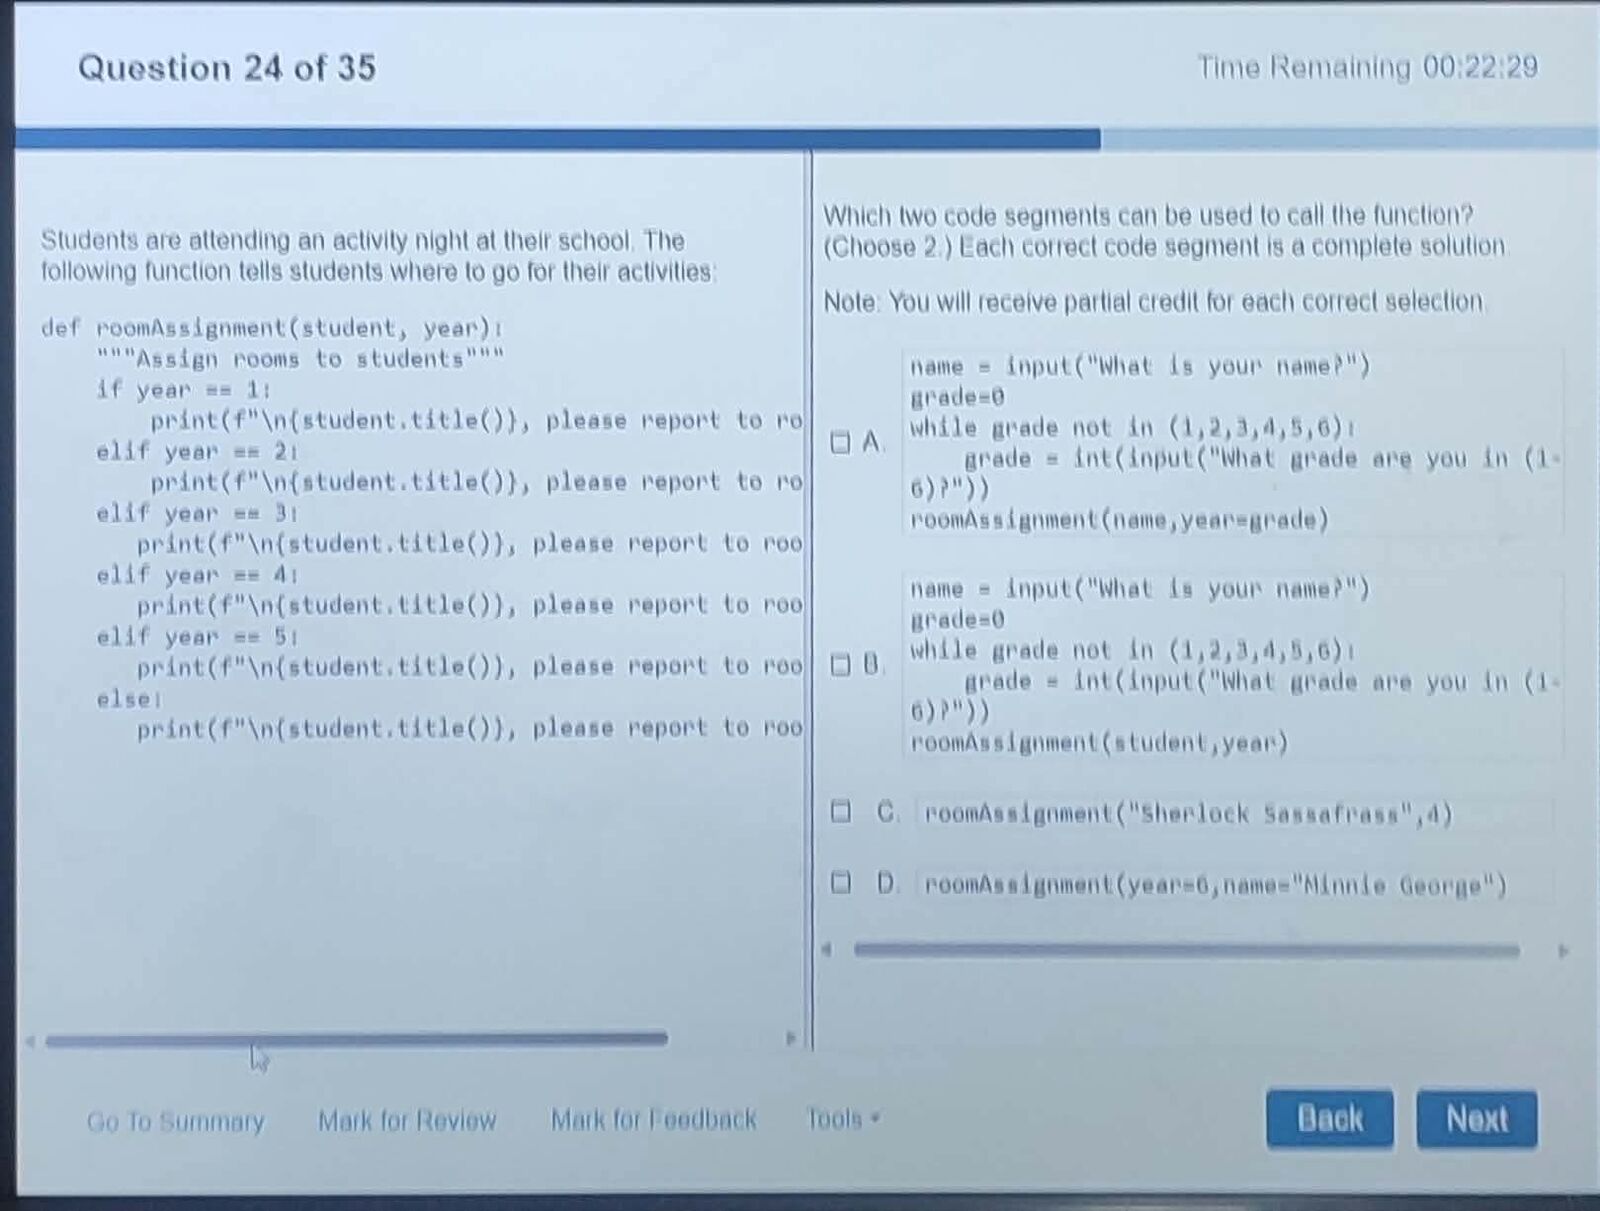 Question 24 of 35
Time Remaining 00:22:29
Students are attending an activity night at their school. The
following function tells students where to go for their activities:
def roomAssignment(student, year):
"""Assign rooms to students"""
if year == 1:
print(f"\n{student.title()}, please report to ro
elif year == 2:
print(f"\n{student.title()}, please report to ro
elif year == 3:
print(f"\n{student.title()}, please report to roo
elif year == 4:
print(f"\n{student.title()}, please report to roo
elif year == 5:
print(f"\n{student.title()}, please report to roo
else:
print(f"\n{student.title()}, please report to roo
Which two code segments can be used to call the function?
(Choose 2.) Each correct code segment is a complete solution.
Note: You will receive partial credit for each correct selection.
A.
name = input("What is your name?")
grade=0
while grade not in (1,2,3,4,5,6):
grade = int(input("What grade are you in (1-
6)?"))
roomAssignment(name,year=grade)
B.
name = input("What is your name?")
grade=0
while grade not in (1,2,3,4,5,6):
grade = int(input("What grade are you in (1-
6)?"))
roomAssignment(student,year)
C. roomAssignment("Sherlock Sassafrass",4)
D. roomAssignment(year=6,name="Minnie George")
Go To Summary
Mark for Review
Mark for Feedback
Tools
Back
Next